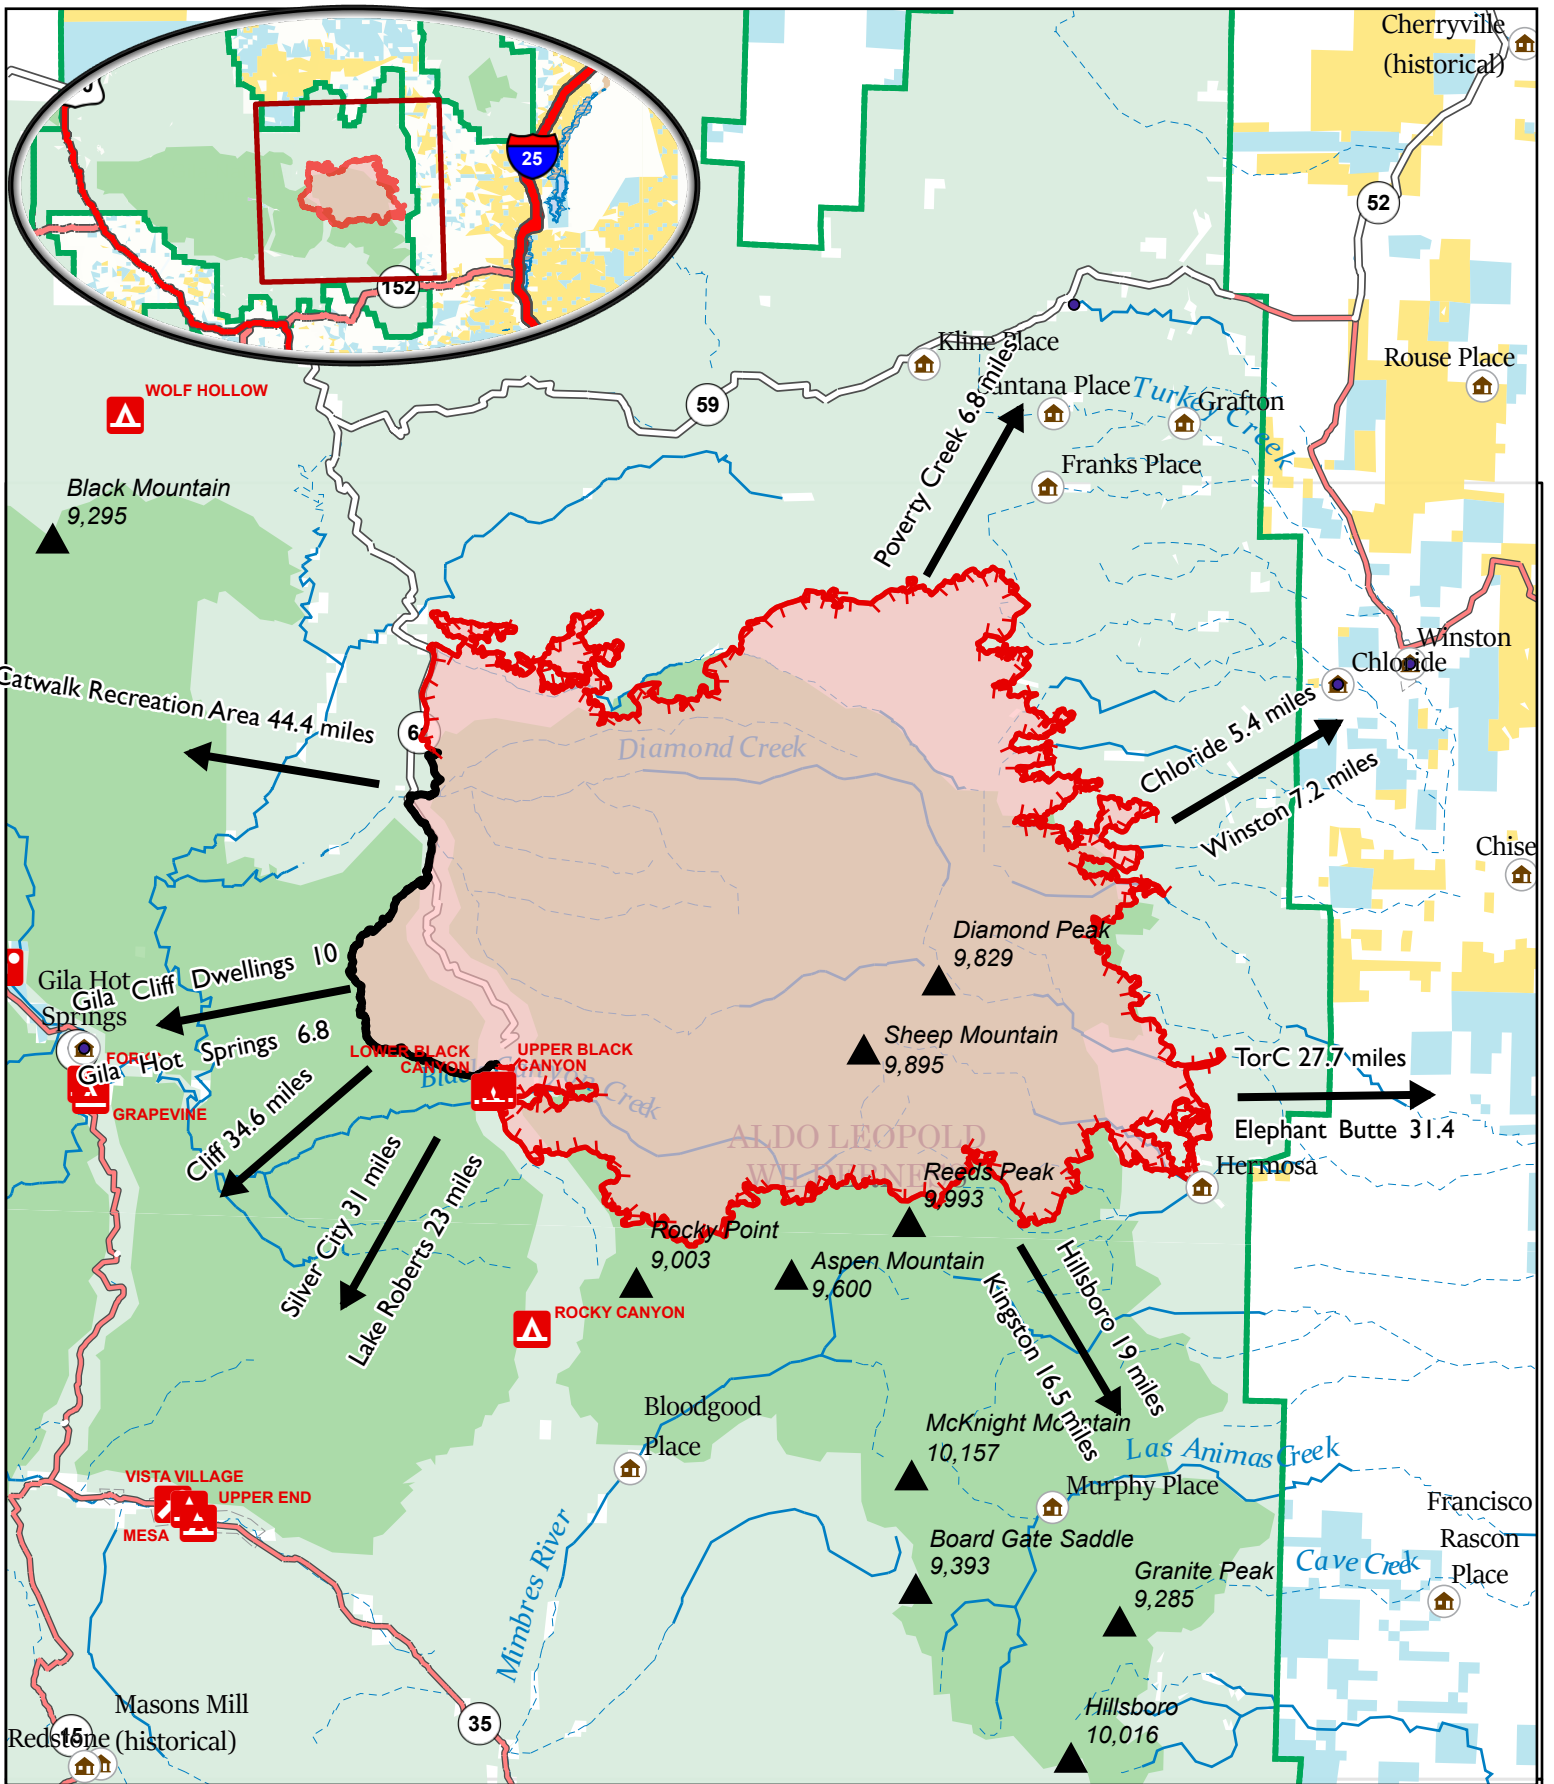 Cherryville
(historical)
25
152
52
Kline Place
Rouse Place
WOLF HOLLOW
59
Poverty Creek 6.8 miles
Turkey Creek
Grafton
Franks Place
Black Mountain
9,295
Winston
Chloride
Catwalk Recreation Area 44.4 miles
Diamond Creek
Chloride 5.4 miles
Winston 7.2 miles
Chise
Diamond Peak
9,829
Gila Hot
Springs
Gila Cliff Dwellings 10
Gila Hot Springs 6.8
Sheep Mountain
9,895
LOWER BLACK
CANYON
UPPER BLACK
CANYON
TorC 27.7 miles
GRAPEVINE
Cliff 34.6 miles
Creek
ALDO LEOPOLD
Elephant Butte 31.4
Hermosa
Reeds Peak
9,993
Silver City 31 miles
Lake Roberts 23 miles
Rocky Point
9,003
Aspen Mountain
9,600
Hillsboro 19 miles
Kingston 16.5 miles
ROCKY CANYON
Bloodgood
Place
McKnight Mountain
10,157
Las Animas Creek
VISTA VILLAGE
UPPER END
MESA
Murphy Place
Francisco
Rascon
Place
Mimbres River
Board Gate Saddle
9,393
Cave Creek
Granite Peak
9,285
Masons Mill
(historical)
Redstone
15
35
Hillsboro
10,016